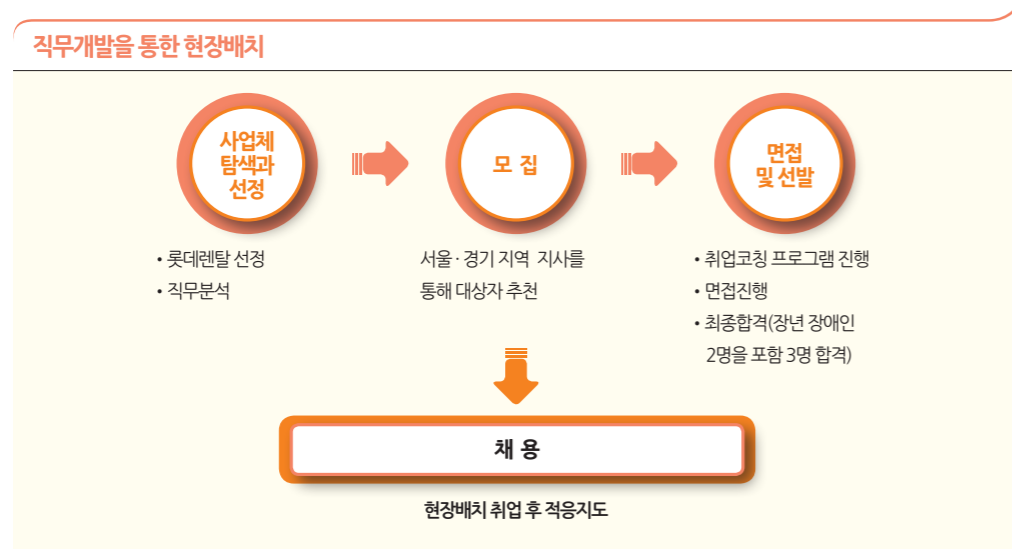 직무개발을 통한 현장배치
사업체
탐색과
선정
모 집
면접
및 선발
• 롯데렌탈 선정
• 직무분석
서울 · 경기 지역 지사를
통해 대상자 추천
• 취업코칭 프로그램 진행
• 면접진행
• 최종합격(장년 장애인
2명을 포함 3명 합격)
채 용
현장배치 취업 후 적응지도